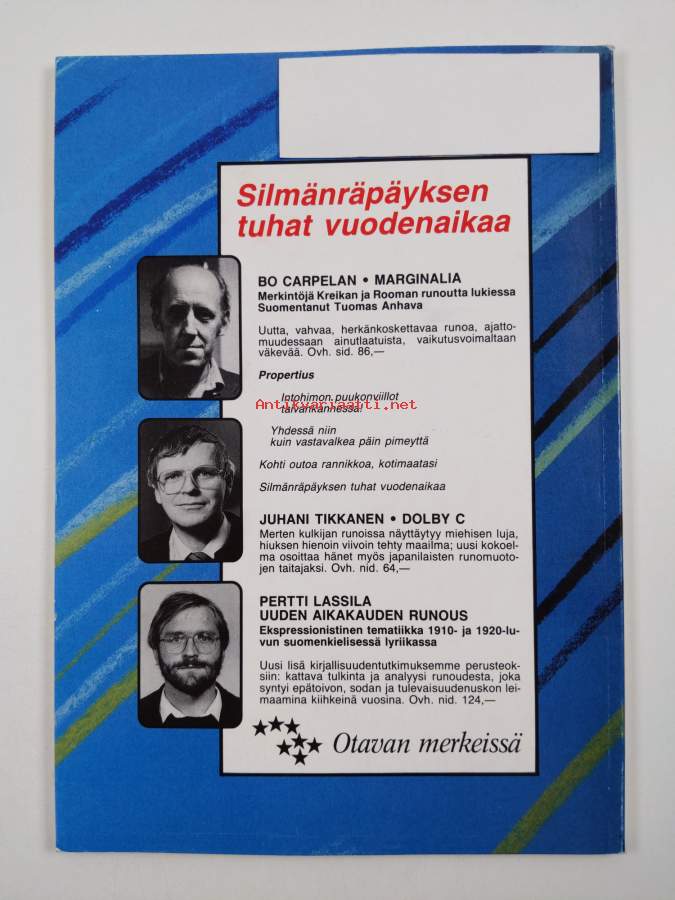 Silmänräpäyksen
tuhat vuodenaikaa
BO CARPELAN • MARGINALIA
Merkintöjä Kreikan ja Rooman runoutta lukiessa
Suomentanut Tuomas Anhava
Uutta, vahvaa, herkänkoskettavaa runoa, ajatto-
muudessaan ainutlaatuista, vaikutusvoimaltaan
väkevää. Ovh. sid. 86,—
Propertius
Intohimon puukonviillot
taivankannessa!
Antikvariaatti.net
Yhdessä niin
kuin vastavalkea päin pimeyttä
Kohti outoa rannikkoa, kotimaatasi
Silmänräpäyksen tuhat vuodenaikaa
JUHANI TIKKANEN • DOLBY C
Merten kulkijan runoissa näyttäytyy miehisen luja,
hiuksen hienoin viivoin tehty maailma; uusi kokoel-
ma osoittaa hänet myös japanilaisten runomuoto-
jen taitajaksi. Ovh. nid. 64,—
PERTTI LASSILA
UUDEN AIKAKAUDEN RUNOUS
Ekspressionistinen tematiikka 1910- ja 1920-lu-
vun suomenkielisessä lyriikassa
Uusi lisä kirjallisuudentutkimuksemme perusteok-
siin: kattava tulkinta ja analyysi runoudesta, joka
syntyi epätoivon, sodan ja tulevaisuudenuskon lei-
maamina kiihkeinä vuosina. Ovh. nid. 124,—
Otavan merkeissä